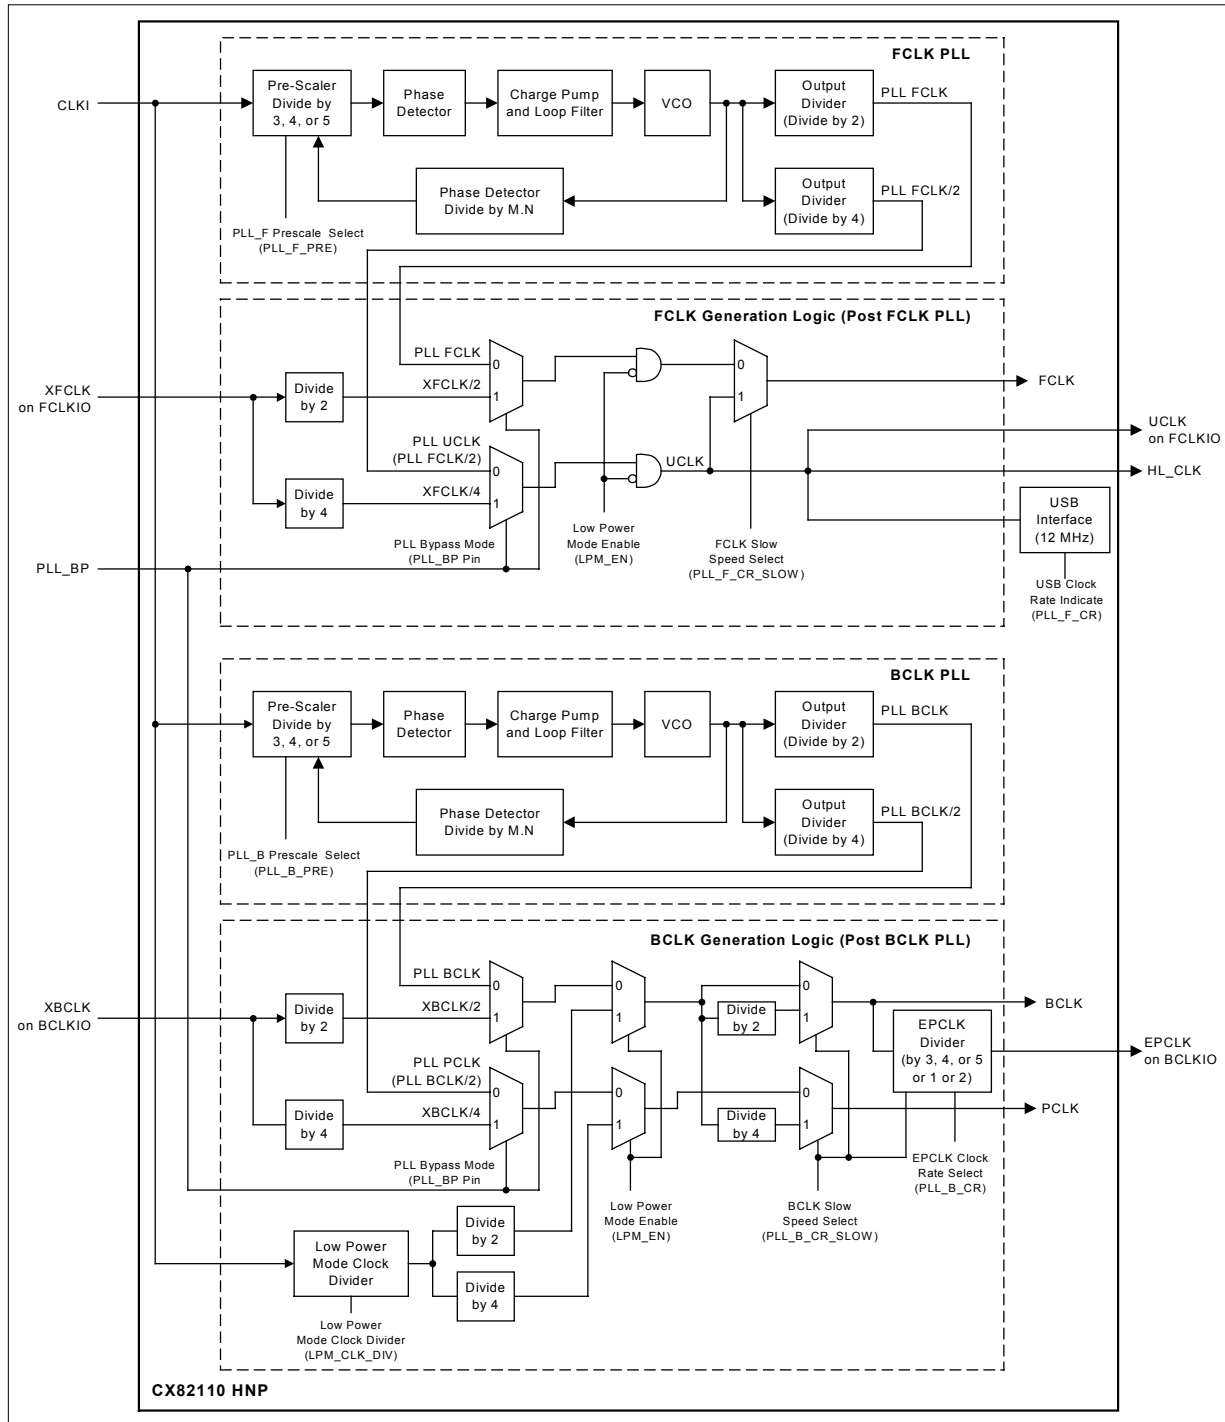 FCLK PLL
CLKI
Pre-Scaler
Divide by
3, 4, or 5
Phase
Detector
Charge Pump
and Loop Filter
VCO
Output
Divider
(Divide by 2)
PLL FCLK
Phase Detector
Divide by M.N
Output
Divider
(Divide by 4)
PLL FCLK/2
PLL_F Prescale Select
(PLL_F_PRE)
FCLK Generation Logic (Post FCLK PLL)
XFCLK
on FCLKIO
Divide
by 2
PLL FCLK
0
XFCLK/2
1
0
1
FCLK
UCLK
on FCLKIO
PLL UCLK
(PLL FCLK/2)
0
XFCLK/4
1
Divide
by 4
UCLK
HL_CLK
USB
Interface
(12 MHz)
PLL Bypass Mode
(PLL_BP Pin
Low Power
Mode Enable
(LPM_EN)
FCLK Slow
Speed Select
(PLL_F_CR_SLOW)
PLL_BP
USB Clock
Rate Indicate
(PLL_F_CR)
BCLK PLL
Pre-Scaler
Divide by
3, 4, or 5
Phase
Detector
Charge Pump
and Loop Filter
VCO
Output
Divider
(Divide by 2)
PLL BCLK
Phase Detector
Divide by M.N
Output
Divider
(Divide by 4)
PLL BCLK/2
PLL_B Prescale Select
(PLL_B_PRE)
BCLK Generation Logic (Post BCLK PLL)
XBCLK
on BCLKIO
Divide
by 2
PLL BCLK
0
XBCLK/2
1
0
1
Divide
by 2
0
1
BCLK
EPCLK
Divider
(by 3, 4, or 5
or 1 or 2)
EPCLK
on BCLKIO
PLL PCLK
(PLL BCLK/2)
0
XBCLK/4
1
Divide
by 4
0
1
Divide
by 4
0
1
PCLK
PLL Bypass Mode
(PLL_BP Pin
Low Power
Mode Enable
(LPM_EN)
BCLK Slow
Speed Select
(PLL_B_CR_SLOW)
EPCLK Clock
Rate Select
(PLL_B_CR)
Low Power
Mode Clock
Divider
Divide
by 2
Divide
by 4
Low Power
Mode Clock Divider
(LPM_CLK_DIV)
CX82110 HNP